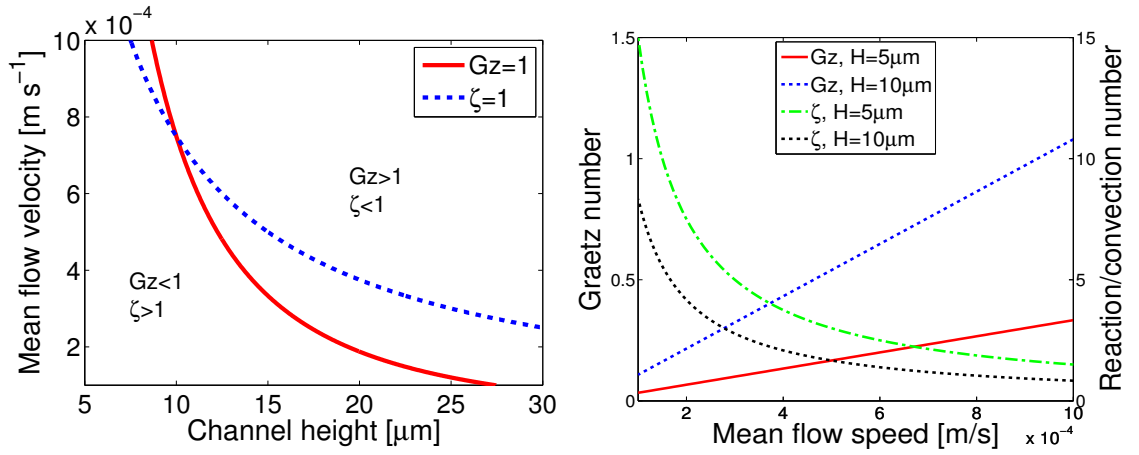 x 10⁻⁴
10
8
6
4
2
5
10
15
20
25
30
Mean flow velocity [m s⁻¹]
Channel height [μm]
Gz=1
ζ=1
Gz>1
ζ<1
Gz<1
ζ>1
1.5
1
0.5
0
2
4
6
8
10
x 10⁻⁴
15
10
5
0
Graetz number
Mean flow speed [m/s]
Reaction/convection number
Gz, H=5μm
Gz, H=10μm
ζ, H=5μm
ζ, H=10μm